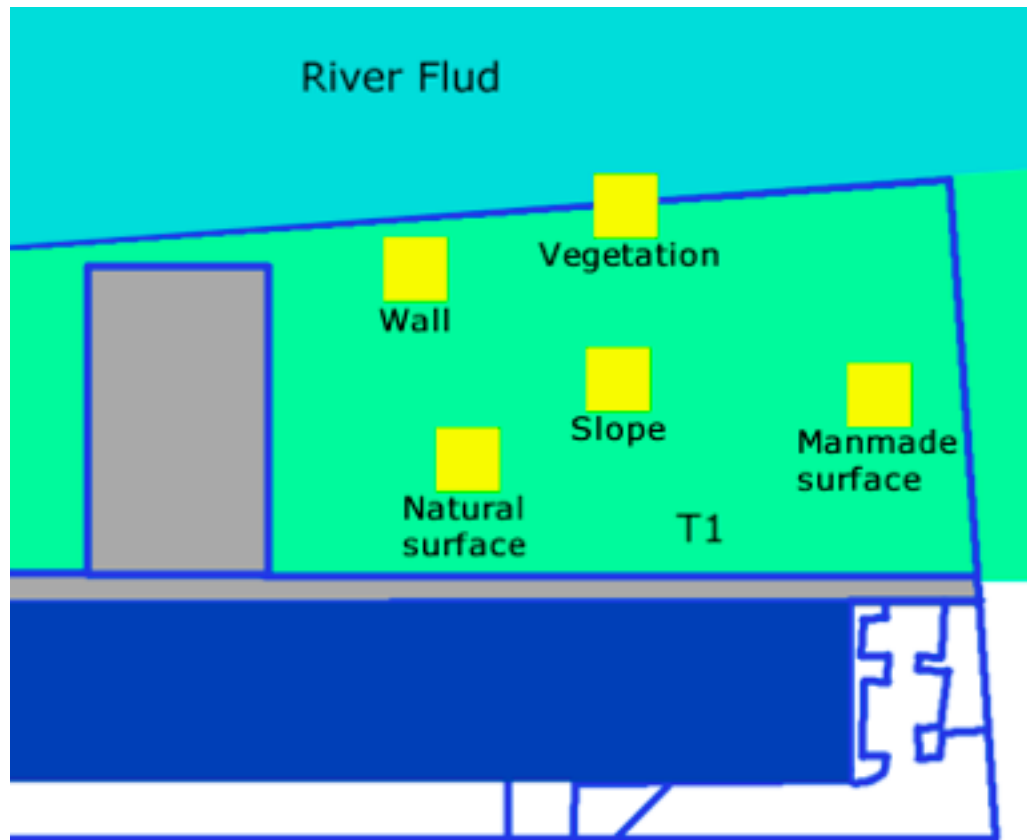 River Flud
Vegetation
Wall
Slope
Manmade
surface
Natural
surface
T1